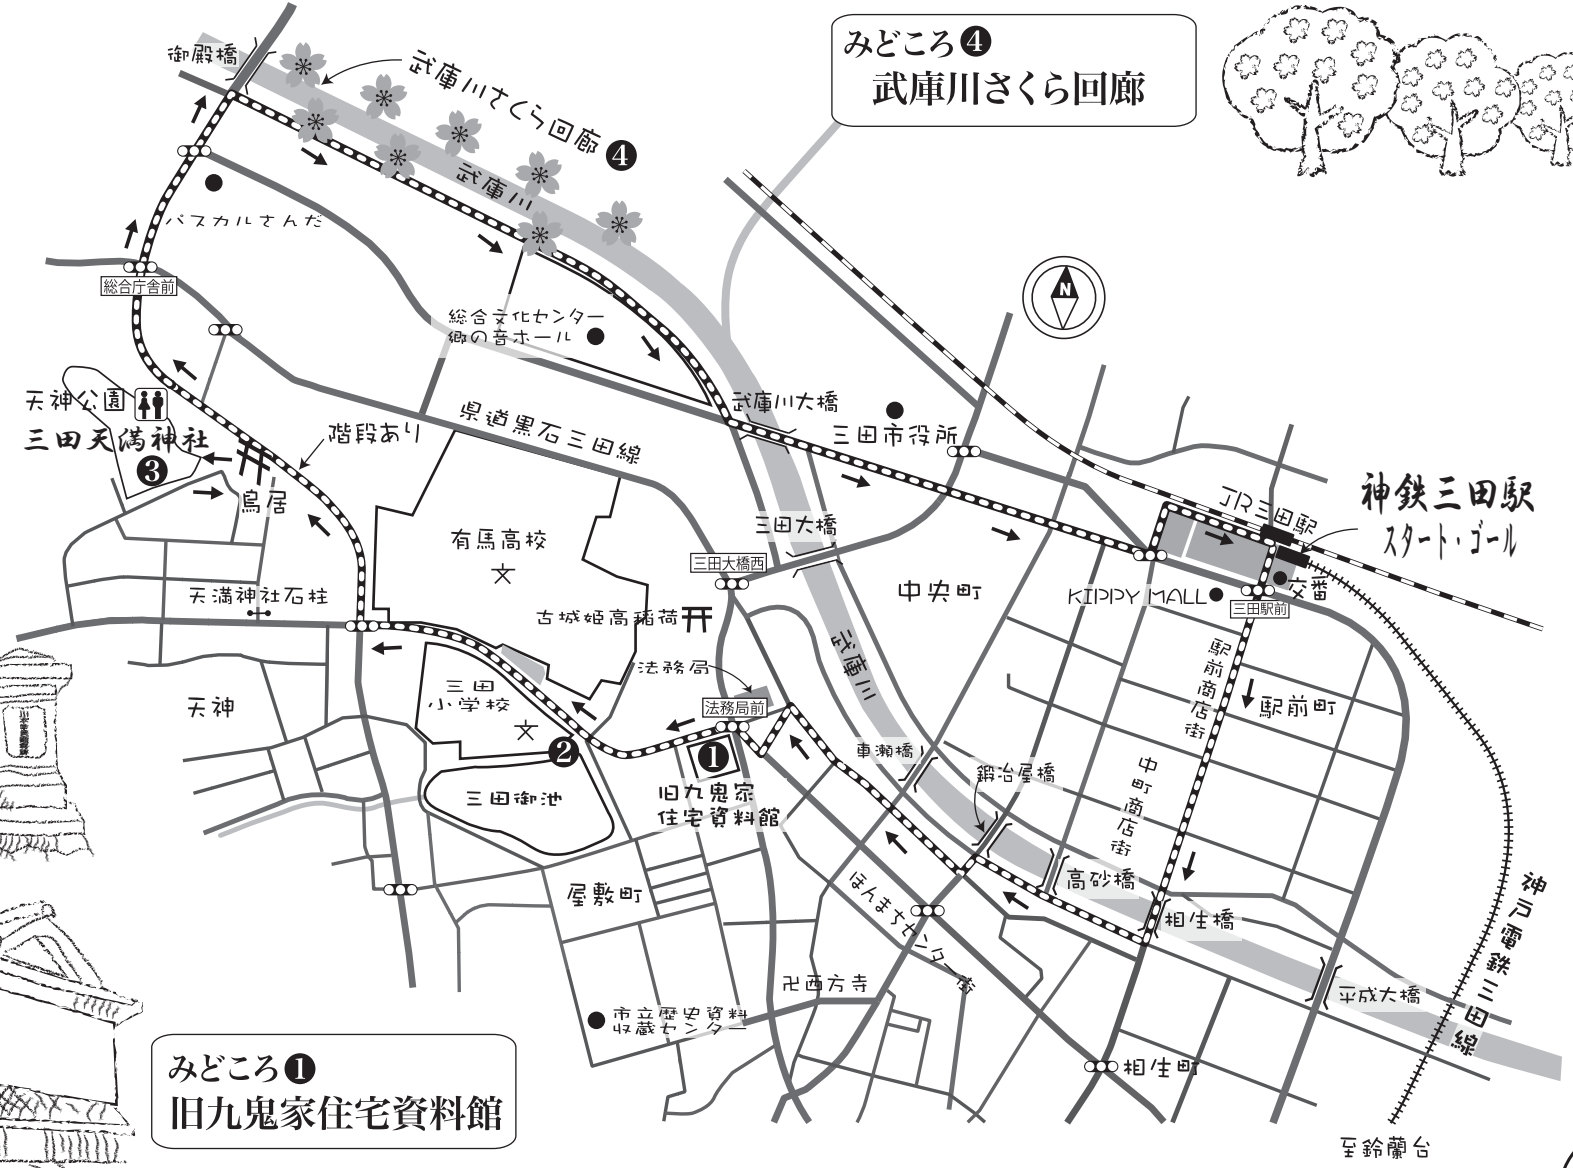 みどころ❹
武庫川さくら回廊
御殿橋
武庫川さくら回廊❹
武庫川
パスカルさんだ
総合庁舎前
総合文化センター
郷の音ホール
N
天神公園
三田天満神社
❸
階段あり
鳥居
県道黒石三田線
武庫川大橋
三田市役所
JR三田駅
神鉄三田駅
スタート・ゴール
有馬高校
文
三田大橋
三田大橋西
中央町
KIPPY MALL
交番
三田駅前
天満神社石柱
古城姫高稲荷
武庫川
法務局
駅前商店街
駅前町
天神
三田
小学校
文
法務局前
❶
❷
車瀬橋
鍛冶屋橋
中町商店街
三田御池
旧九鬼家
住宅資料館
屋敷町
ほんまちセンター街
高砂橋
相生橋
神戸電鉄三田線
卍西方寺
平成大橋
市立歴史資料
収蔵センター
相生町
至鈴蘭台
みどころ❶
旧九鬼家住宅資料館